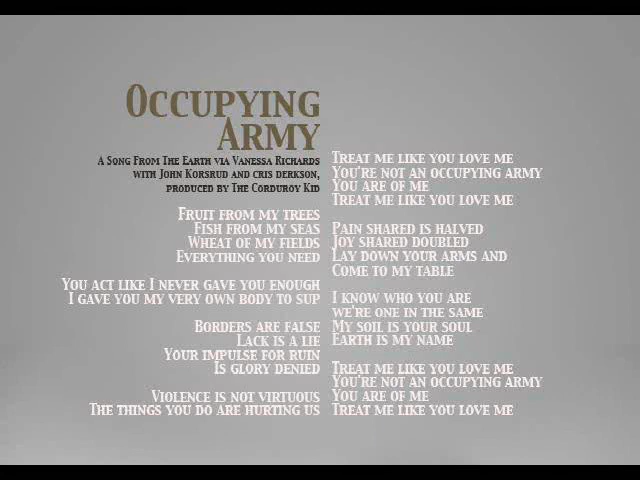 Occupying
Army
A Song From The Earth via Vanessa Richards
with John Korsrud and cris derkson,
produced by The Corduroy Kid
Fruit from my trees
Fish from my seas
Wheat of my fields
Everything you need
You act like I never gave you enough
I gave you my very own body to sup
Borders are false
Lack is a lie
Your impulse for ruin
Is glory denied
Violence is not virtuous
The things you do are hurting us
Treat me like you love me
You're not an occupying army
You are of me
Treat me like you love me
Pain shared is halved
Joy shared doubled
Lay down your arms and
Come to my table
I know who you are
we're one in the same
My soil is your soul
Earth is my name
Treat me like you love me
You're not an occupying army
You are of me
Treat me like you love me